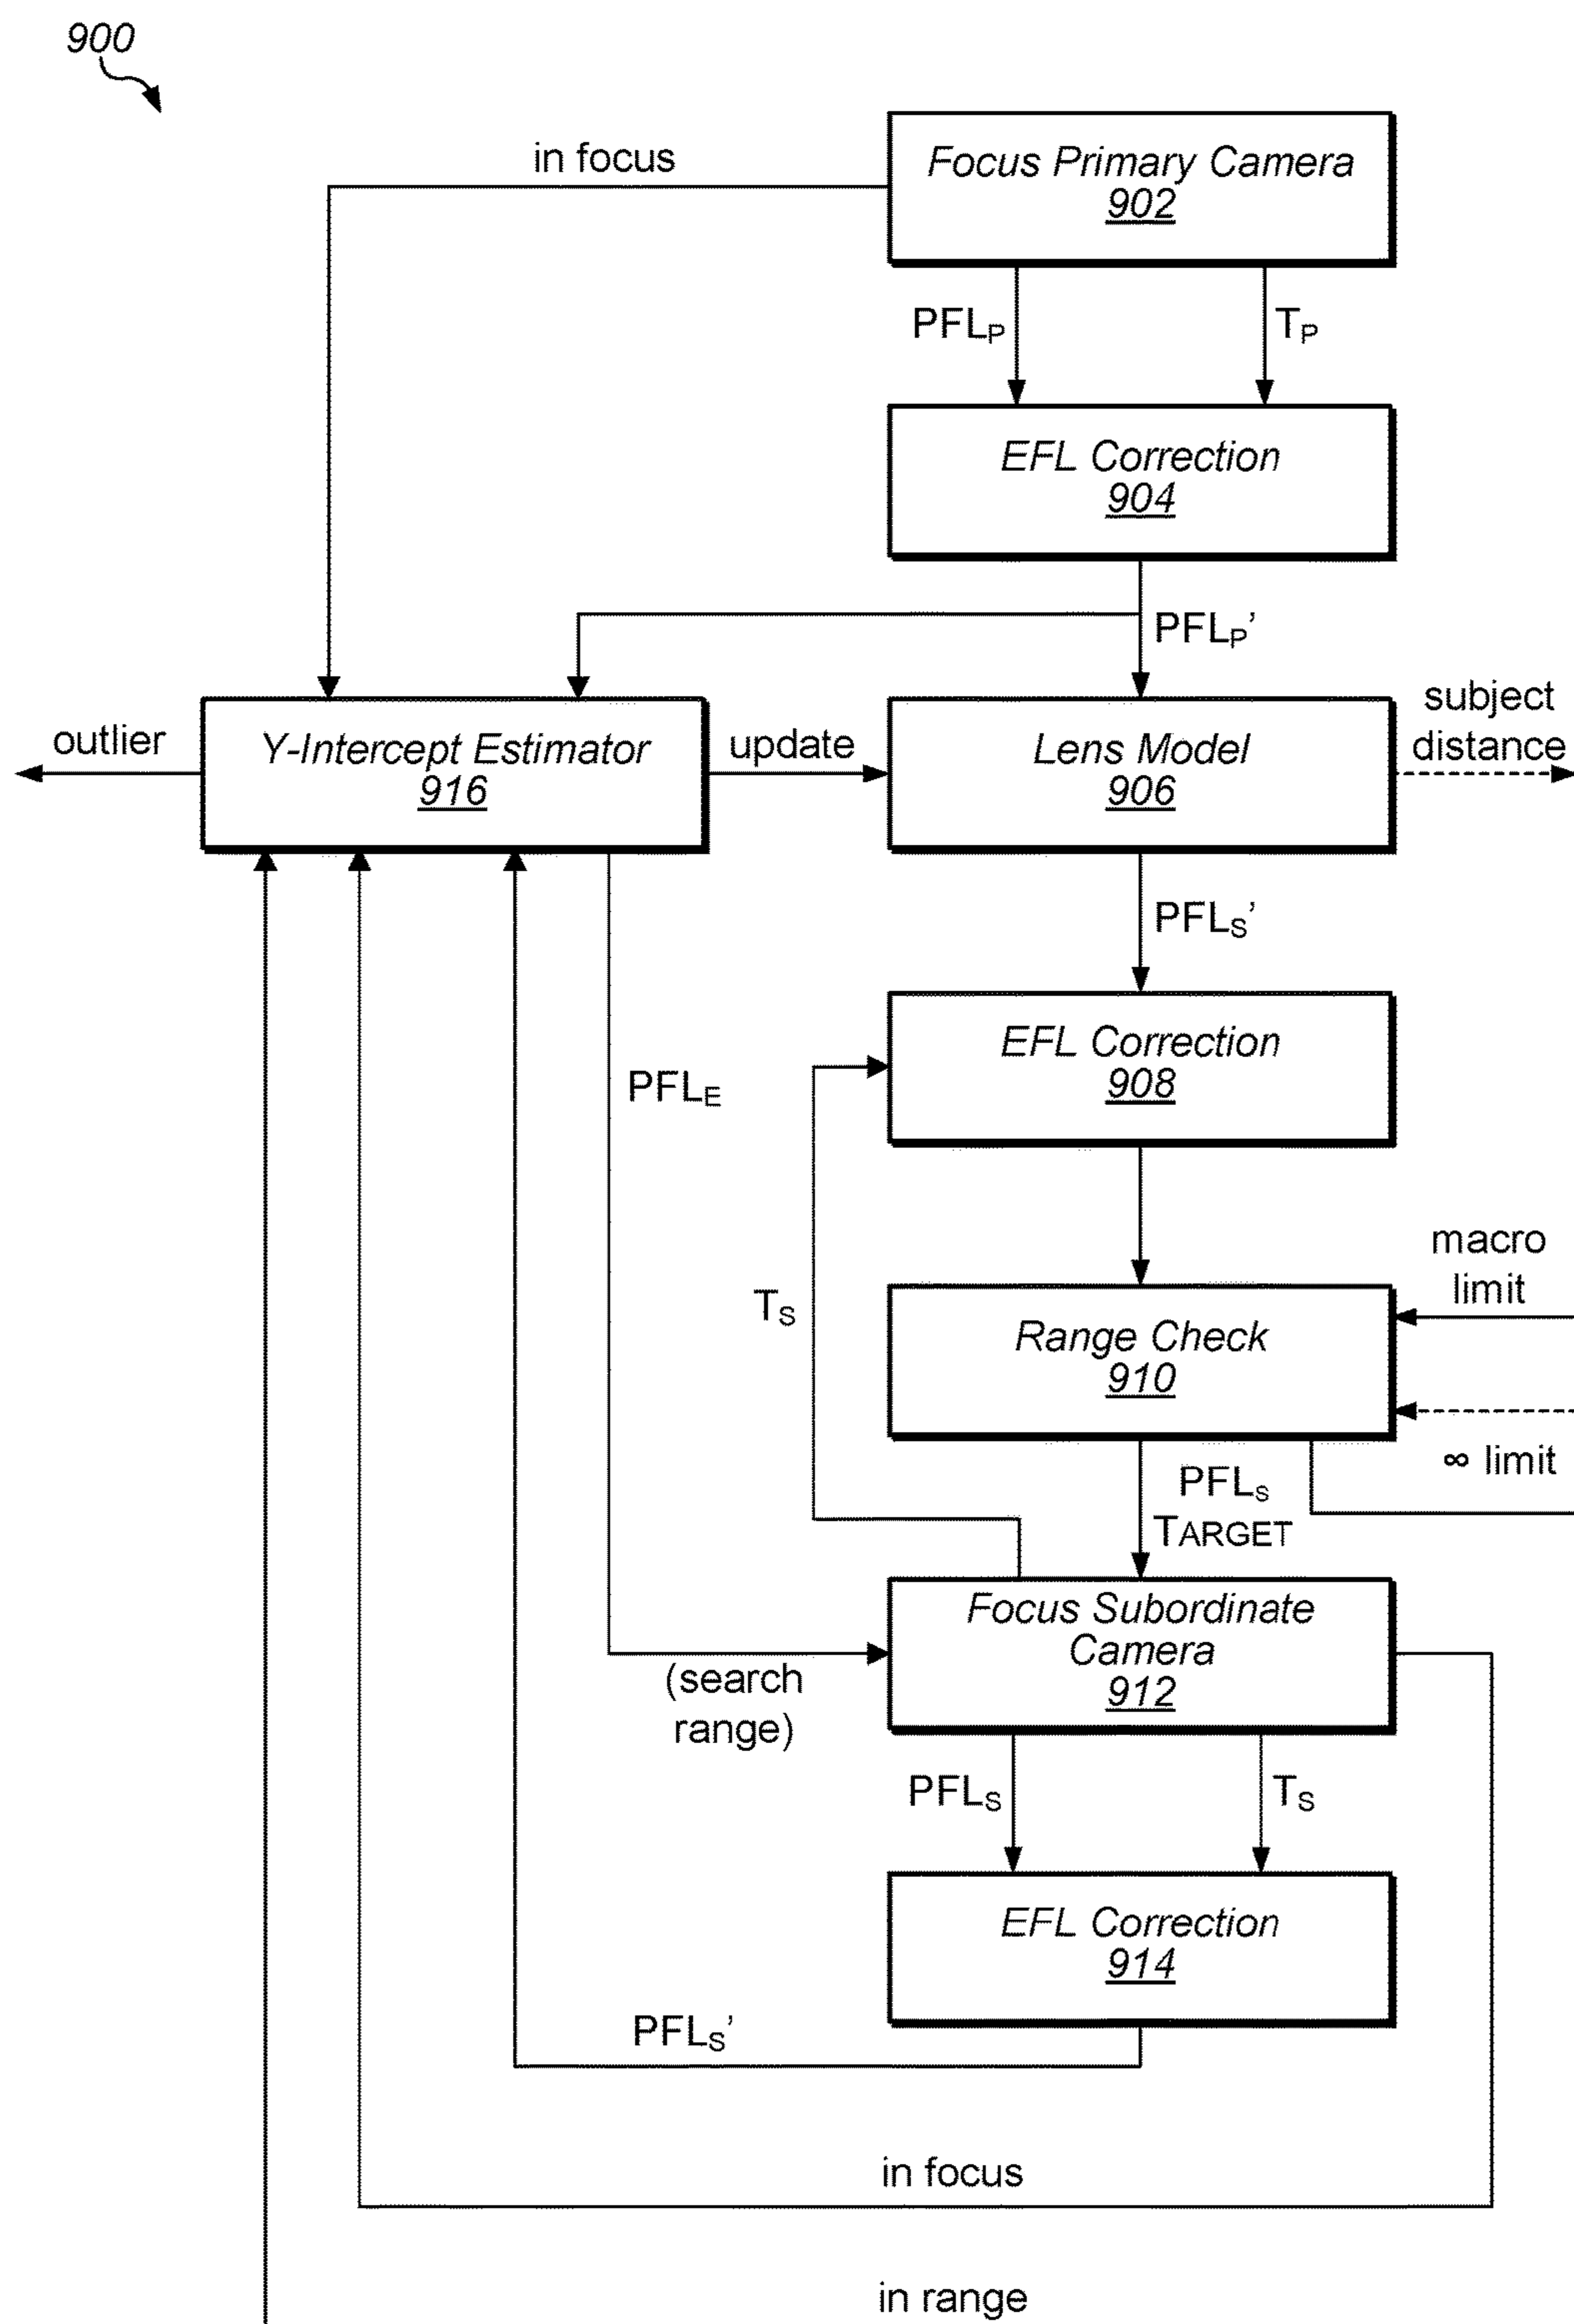 900
in focus
Focus Primary Camera
902
PFLP
TP
EFL Correction
904
PFLP’
outlier
Y-Intercept Estimator
916
update
Lens Model
906
subject
distance
PFLS’
EFL Correction
908
PFLE
TS
macro
limit
Range Check
910
∞ limit
PFLS
TARGET
Focus Subordinate
Camera
912
(search
range)
PFLS
TS
EFL Correction
914
PFLS’
in focus
in range